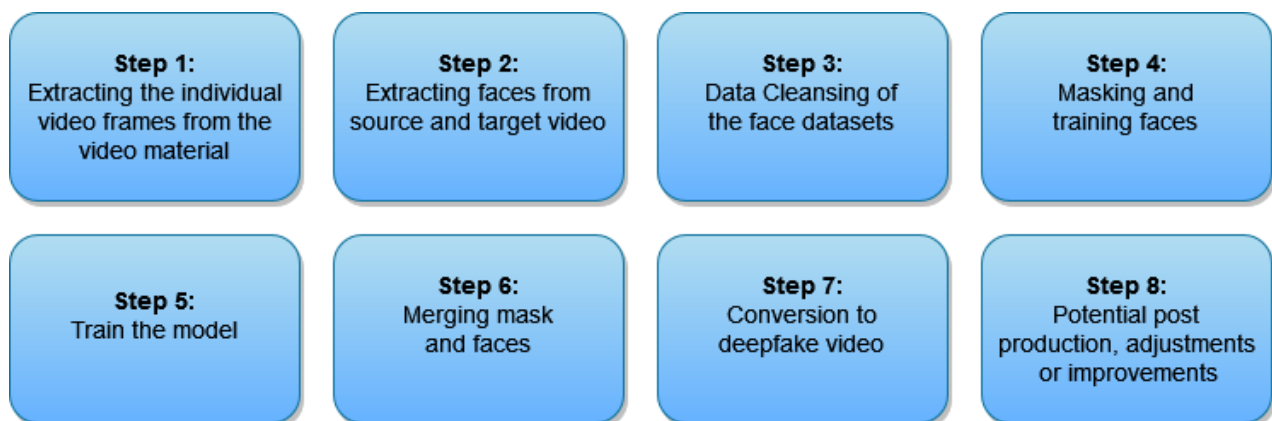 Step 1:
Extracting the individual
video frames from the
video material
Step 2:
Extracting faces from
source and target video
Step 3:
Data Cleansing of
the face datasets
Step 4:
Masking and
training faces
Step 5:
Train the model
Step 6:
Merging mask
and faces
Step 7:
Conversion to
deepfake video
Step 8:
Potential post
production, adjustments
or improvements